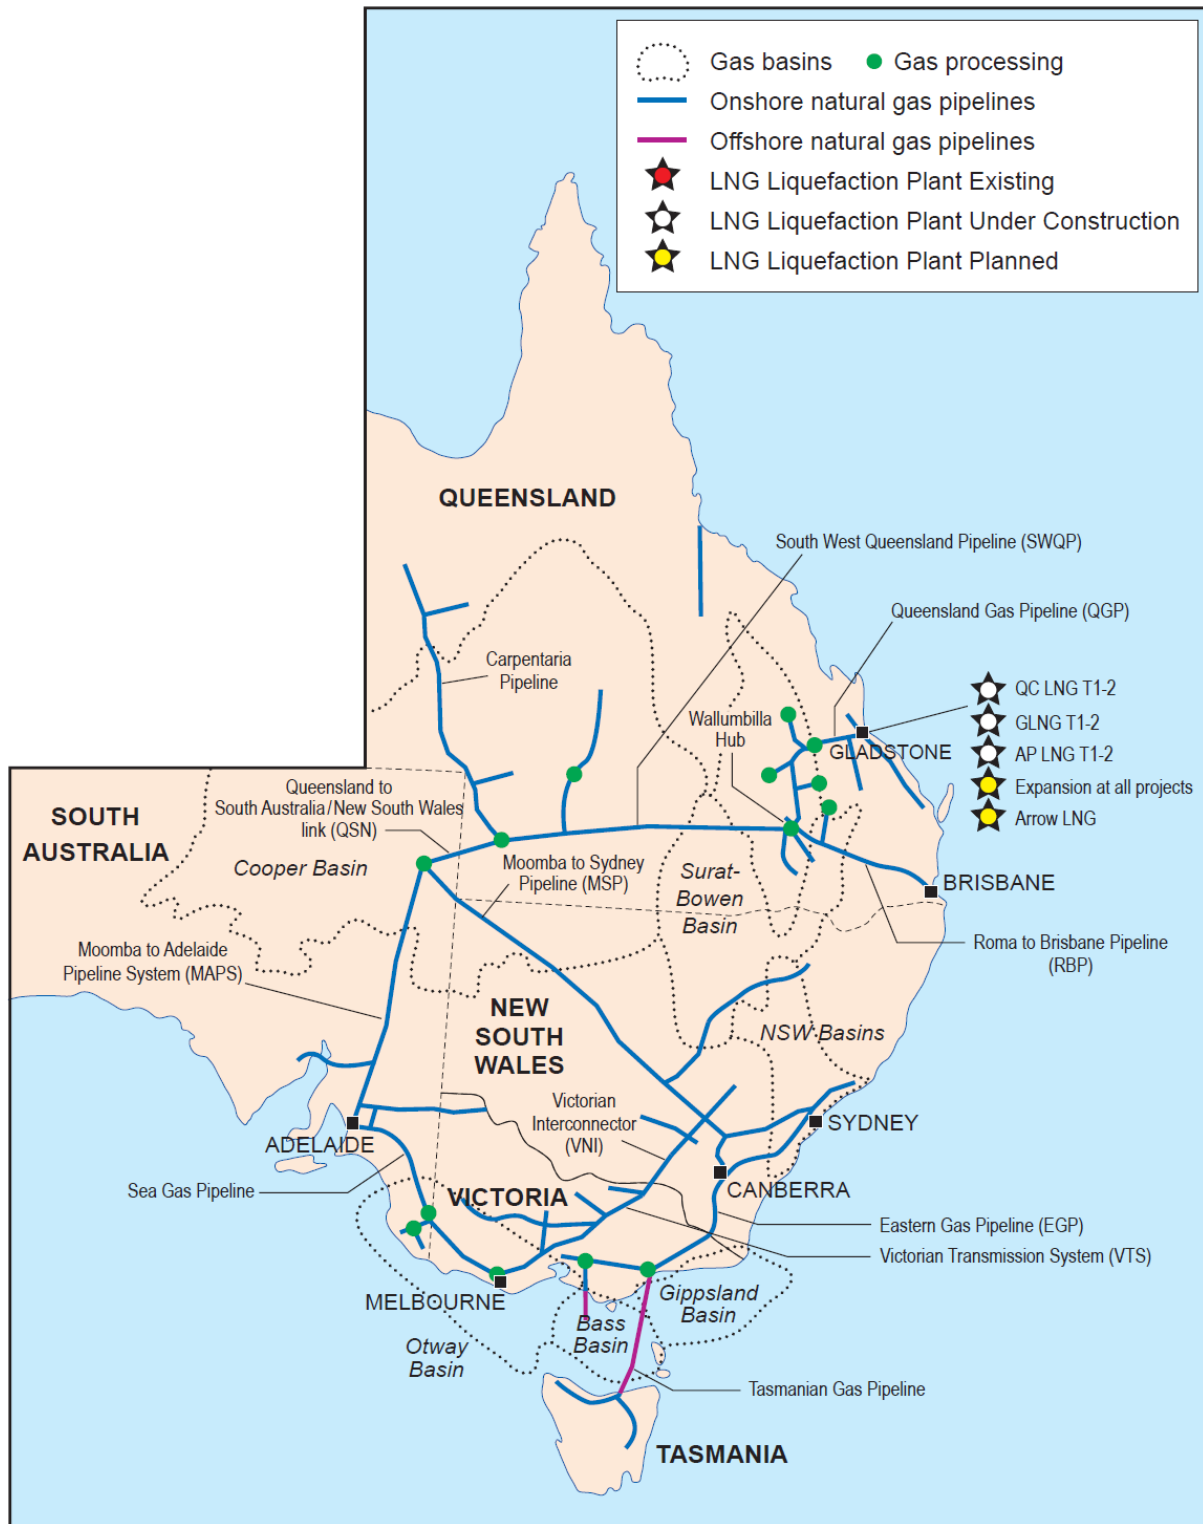 Gas basins
Gas processing
Onshore natural gas pipelines
Offshore natural gas pipelines
LNG Liquefaction Plant Existing
LNG Liquefaction Plant Under Construction
LNG Liquefaction Plant Planned
QUEENSLAND
South West Queensland Pipeline (SWQP)
Queensland Gas Pipeline (QGP)
Carpentaria
Pipeline
Wallumbilla
Hub
QC LNG T1-2
GLNG T1-2
AP LNG T1-2
Expansion at all projects
Arrow LNG
GLADSTONE
Queensland to
South Australia/New South Wales
link (QSN)
SOUTH
AUSTRALIA
Cooper Basin
Moomba to Sydney
Pipeline (MSP)
Surat-
Bowen
Basin
BRISBANE
Moomba to Adelaide
Pipeline System (MAPS)
Roma to Brisbane Pipeline
(RBP)
NEW
SOUTH
WALES
NSW Basins
Victorian
Interconnector
(VNI)
SYDNEY
ADELAIDE
CANBERRA
Sea Gas Pipeline
VICTORIA
Eastern Gas Pipeline (EGP)
Victorian Transmission System (VTS)
MELBOURNE
Gippsland
Basin
Bass
Basin
Otway
Basin
Tasmanian Gas Pipeline
TASMANIA